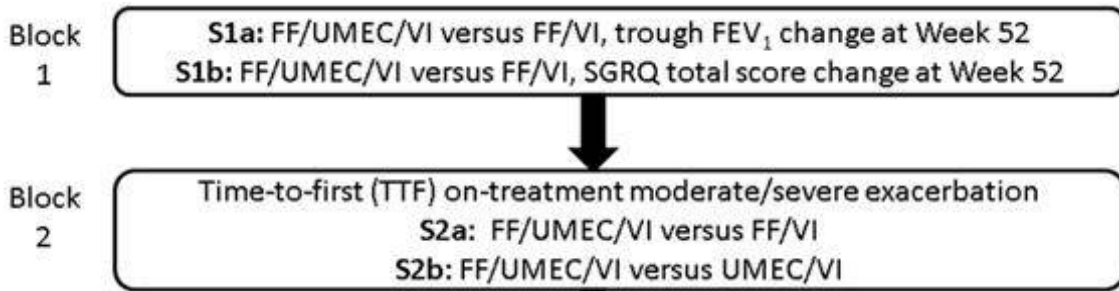 Block
1
S1a: FF/UMEC/VI versus FF/VI, trough FEV₁ change at Week 52
S1b: FF/UMEC/VI versus FF/VI, SGRQ total score change at Week 52
Block
2
Time-to-first (TTF) on-treatment moderate/severe exacerbation
S2a: FF/UMEC/VI versus FF/VI
S2b: FF/UMEC/VI versus UMEC/VI